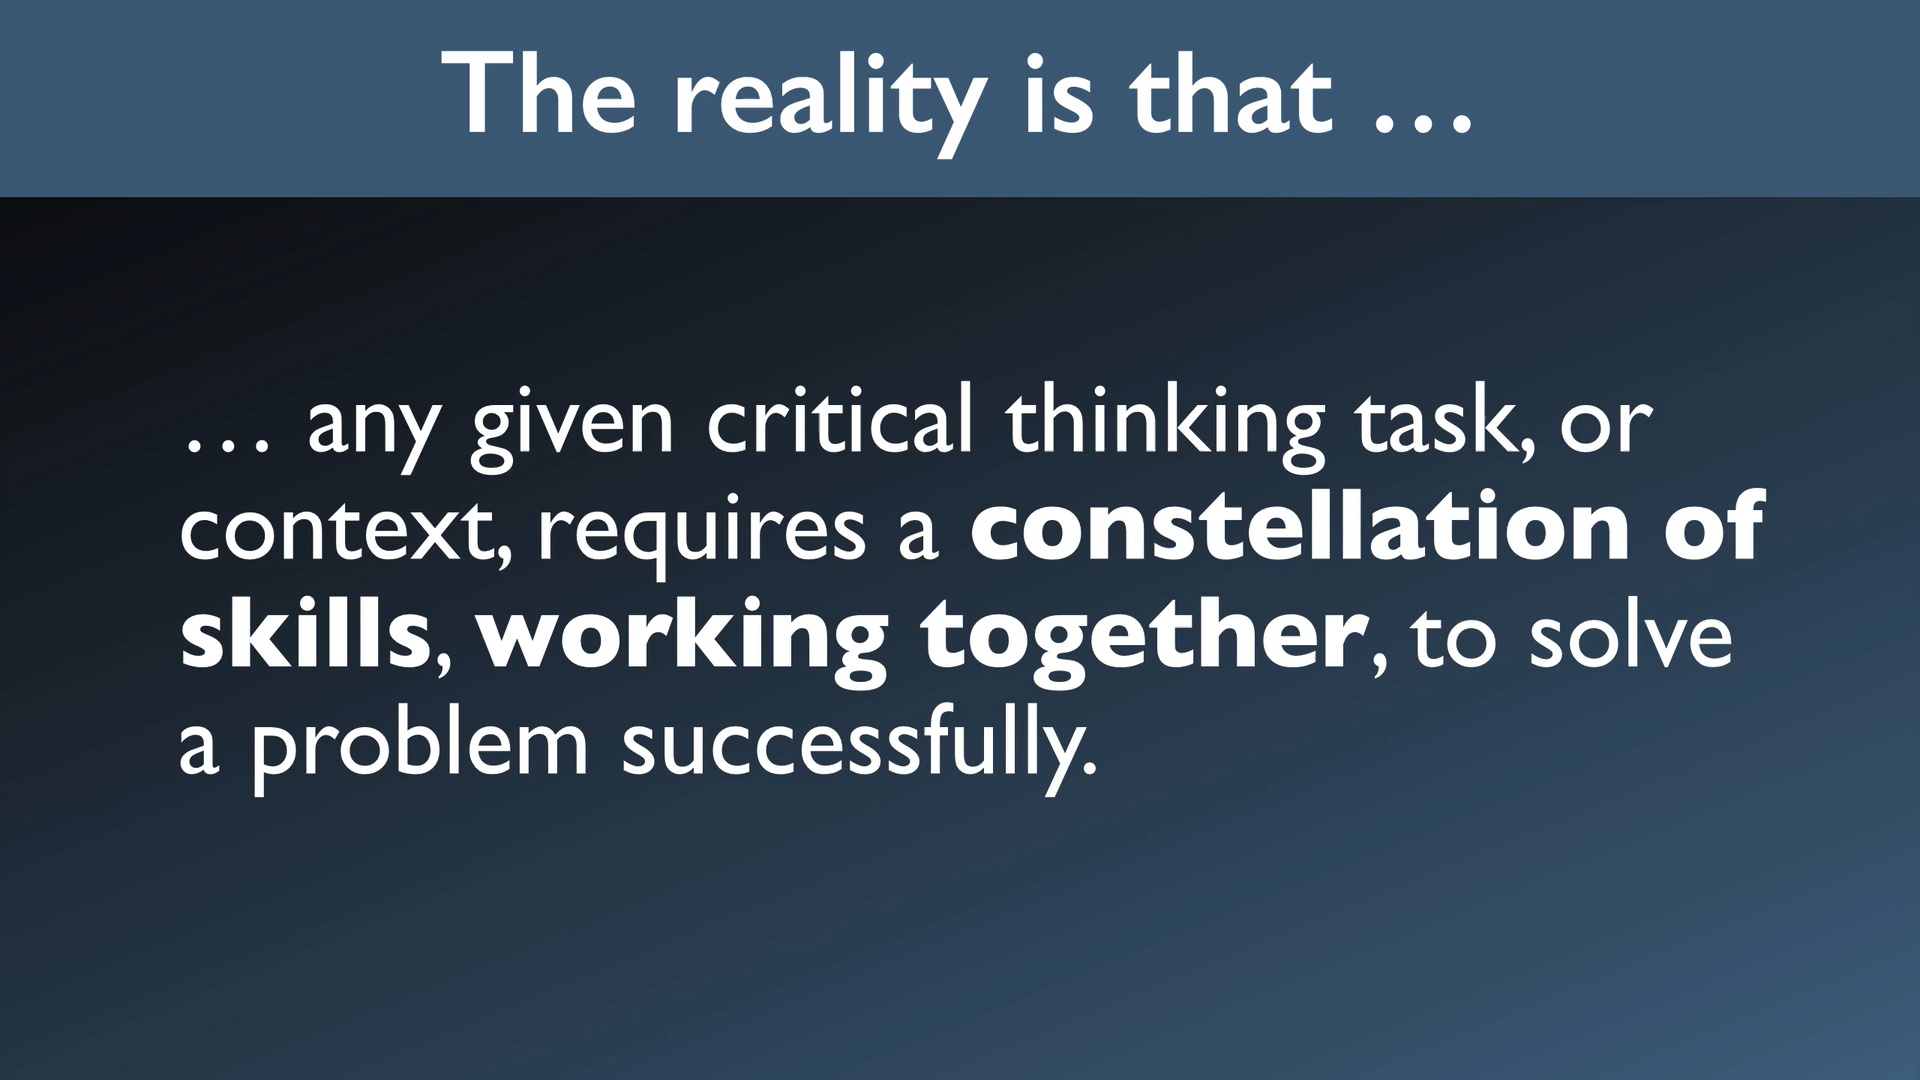 The reality is that …
… any given critical thinking task, or
context, requires a constellation of
skills, working together, to solve
a problem successfully.